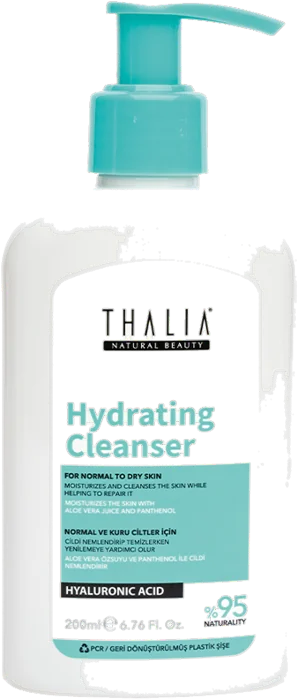 THALIA
NATURAL BEAUTY
Hydrating
Cleanser
FOR NORMAL TO DRY SKIN
MOISTURIZES AND CLEANSES THE SKIN WHILE
HELPING TO REPAIR IT
MOISTURIZES THE SKIN WITH
ALOE VERA JUICE AND PANTHENOL
NORMAL VE KURU CİLTLER İÇİN
CİLDİ NEMLENDİRİP TEMİZLERKEN
YENİLEMEYE YARDIMCI OLUR
ALOE VERA ÖZSUYU VE PANTHENOL İLE CİLDİ
NEMLENDİRİR
HYALURONIC ACID
%95
NATURALITY
200ml ℮ 6.76 Fl. Oz.
PCR / GERİ DÖNÜŞTÜRÜLMÜŞ PLASTİK ŞİŞE